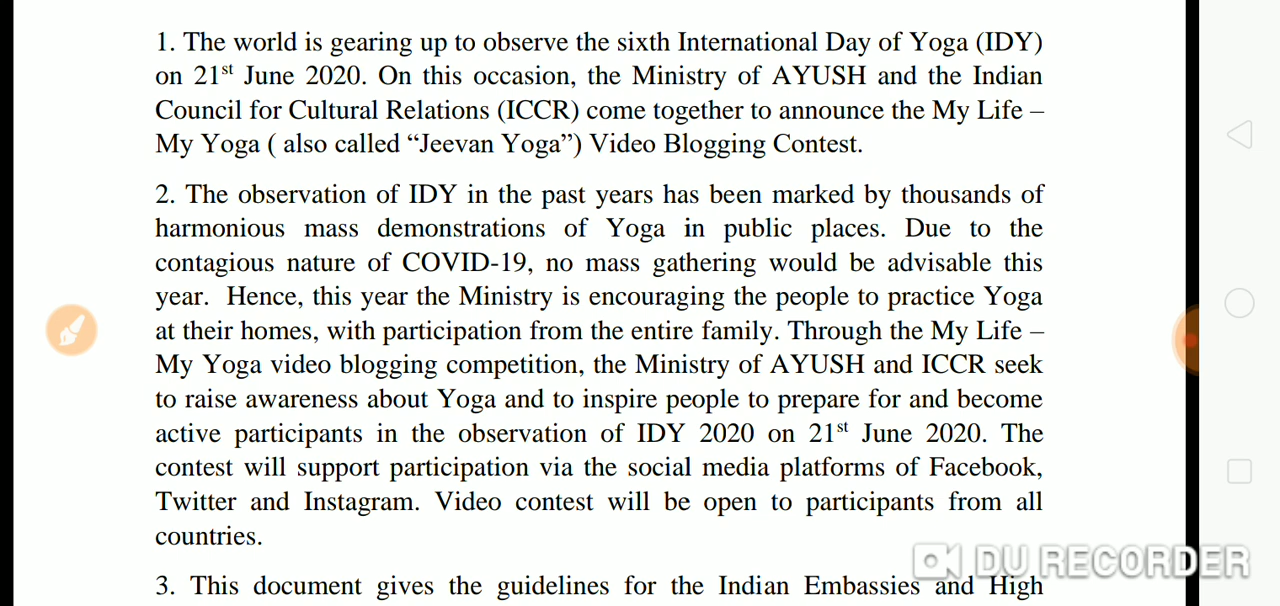 1. The world is gearing up to observe the sixth International Day of Yoga (IDY)
on 21st June 2020. On this occasion, the Ministry of AYUSH and the Indian
Council for Cultural Relations (ICCR) come together to announce the My Life –
My Yoga ( also called “Jeevan Yoga”) Video Blogging Contest.
2. The observation of IDY in the past years has been marked by thousands of
harmonious mass demonstrations of Yoga in public places. Due to the
contagious nature of COVID-19, no mass gathering would be advisable this
year. Hence, this year the Ministry is encouraging the people to practice Yoga
at their homes, with participation from the entire family. Through the My Life –
My Yoga video blogging competition, the Ministry of AYUSH and ICCR seek
to raise awareness about Yoga and to inspire people to prepare for and become
active participants in the observation of IDY 2020 on 21st June 2020. The
contest will support participation via the social media platforms of Facebook,
Twitter and Instagram. Video contest will be open to participants from all
countries.
DU RECORDER
3. This document gives the guidelines for the Indian Embassies and High